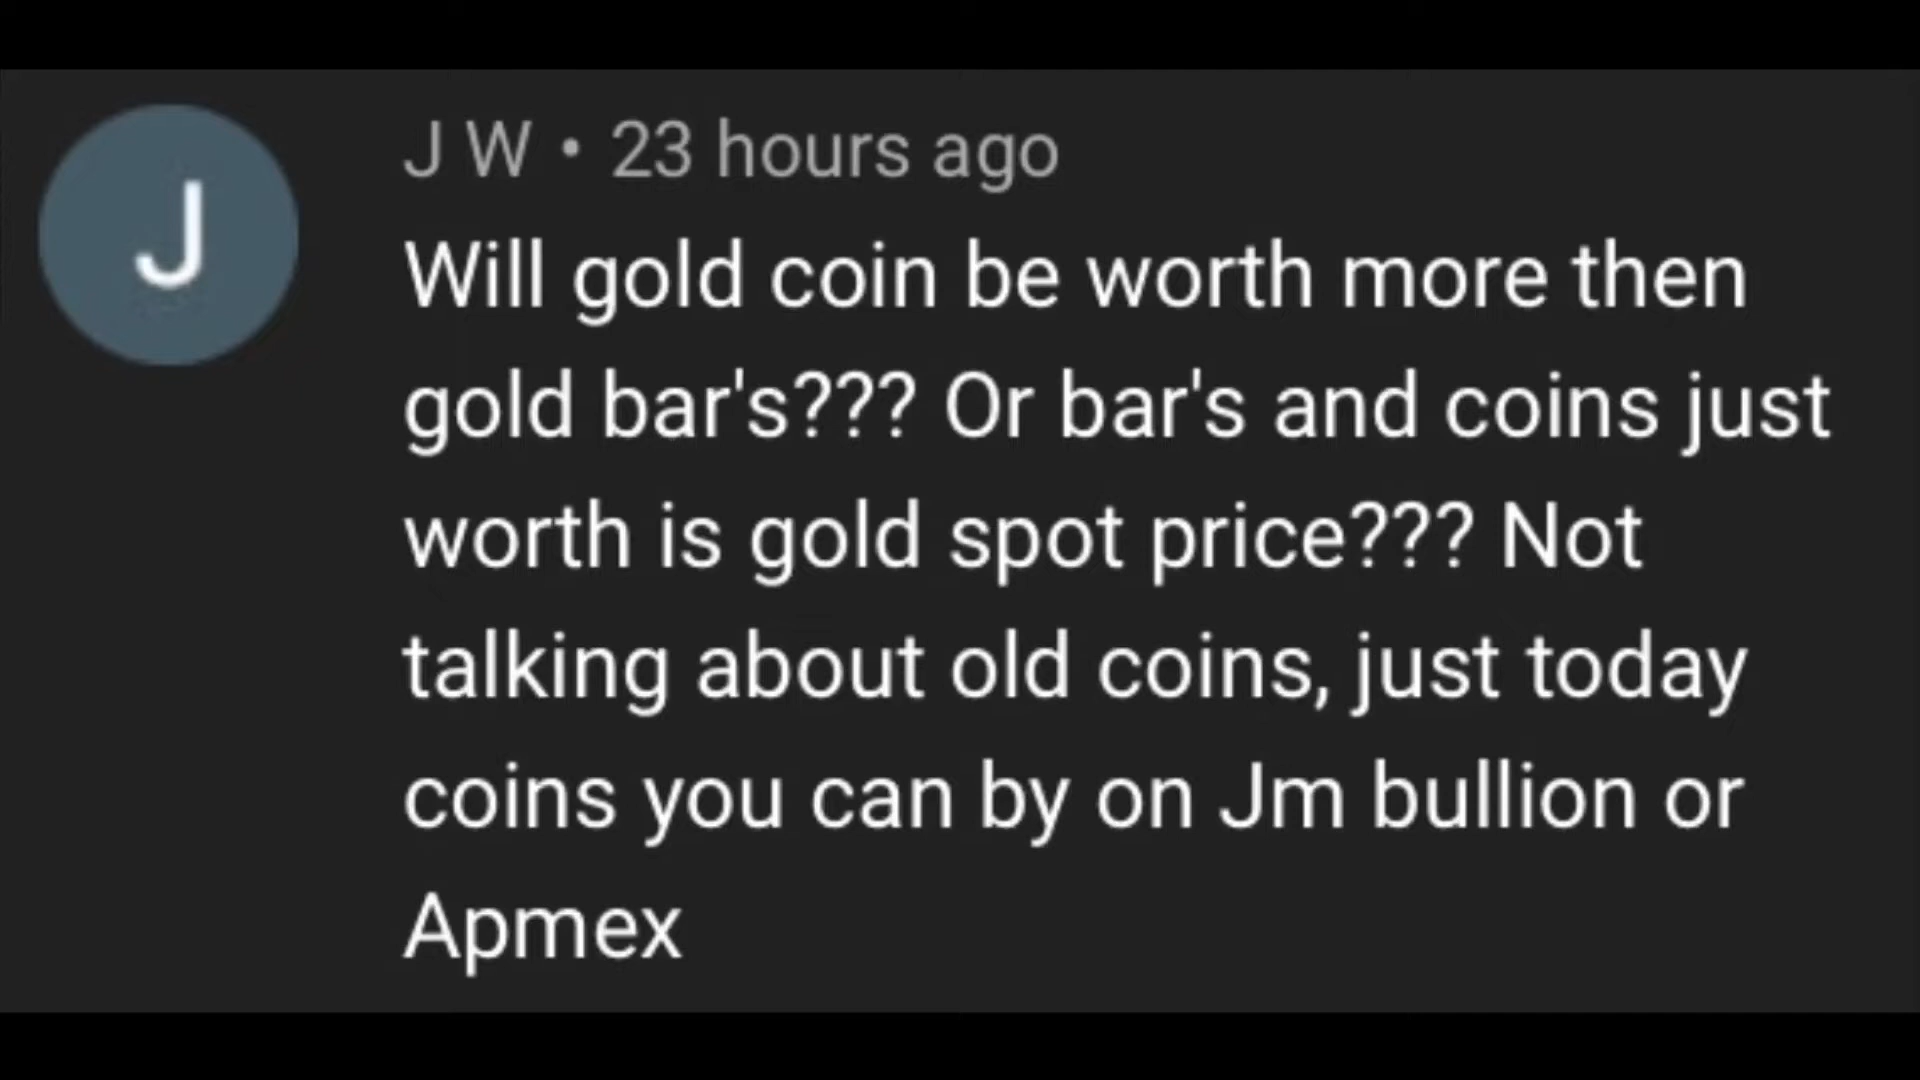 J
J W • 23 hours ago
Will gold coin be worth more then
gold bar's??? Or bar's and coins just
worth is gold spot price??? Not
talking about old coins, just today
coins you can by on Jm bullion or
Apmex